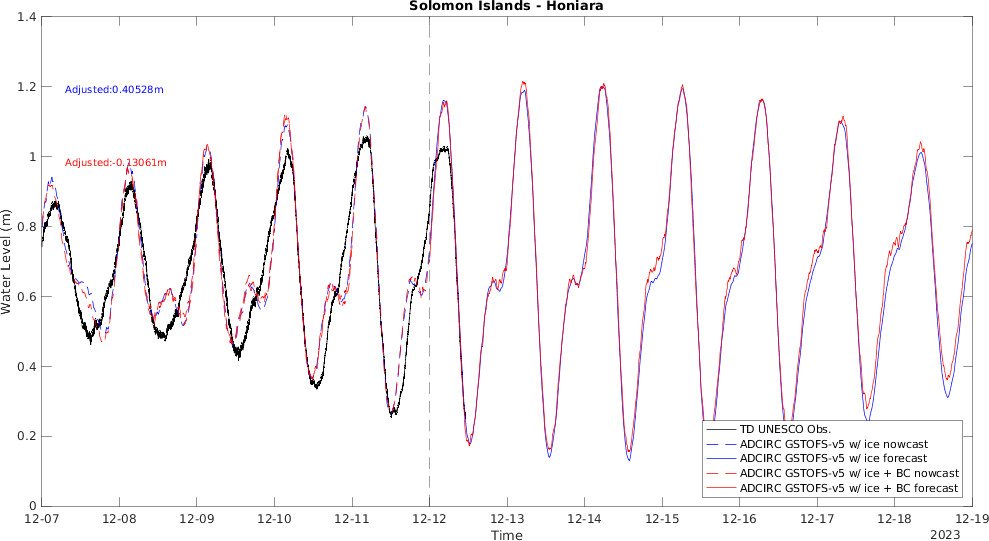 Solomon Islands - Honiara
1.4
1.2
1
0.8
0.6
0.4
0.2
0
Water Level (m)
Adjusted:0.40528m
Adjusted:-0.13061m
TD UNESCO Obs.
ADCIRC GSTOFS-v5 w/ ice nowcast
ADCIRC GSTOFS-v5 w/ ice forecast
ADCIRC GSTOFS-v5 w/ ice + BC nowcast
ADCIRC GSTOFS-v5 w/ ice + BC forecast
12-07 12-08 12-09 12-10 12-11 12-12 12-13 12-14 12-15 12-16 12-17 12-18 12-19
Time
2023